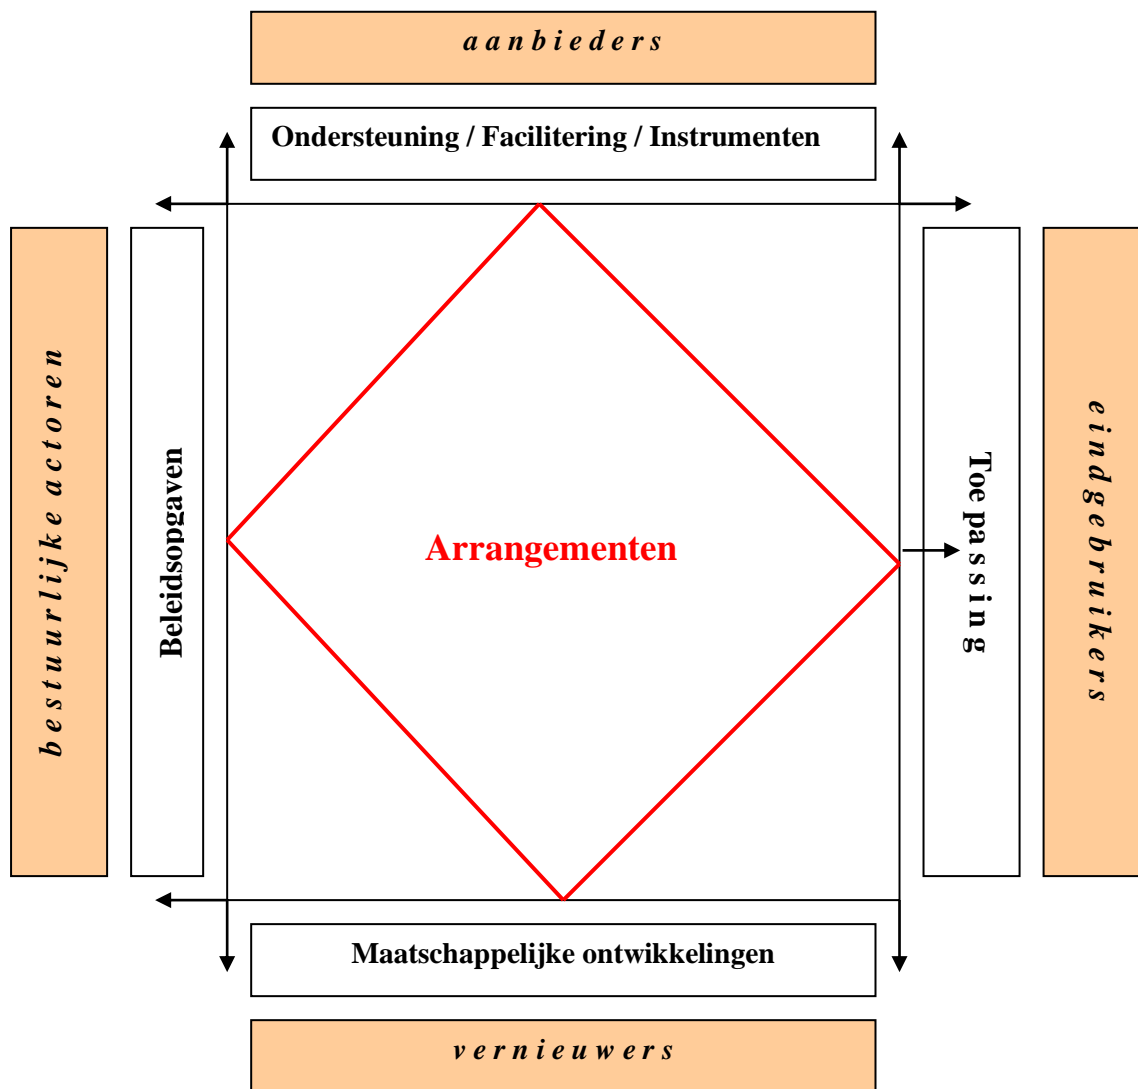 aanbieders
Ondersteuning / Facilitering / Instrumenten
bestuurlijke actoren
Beleidsopgaven
Arrangementen
Toepassing
eindgebruikers
Maatschappelijke ontwikkelingen
vernieuwers